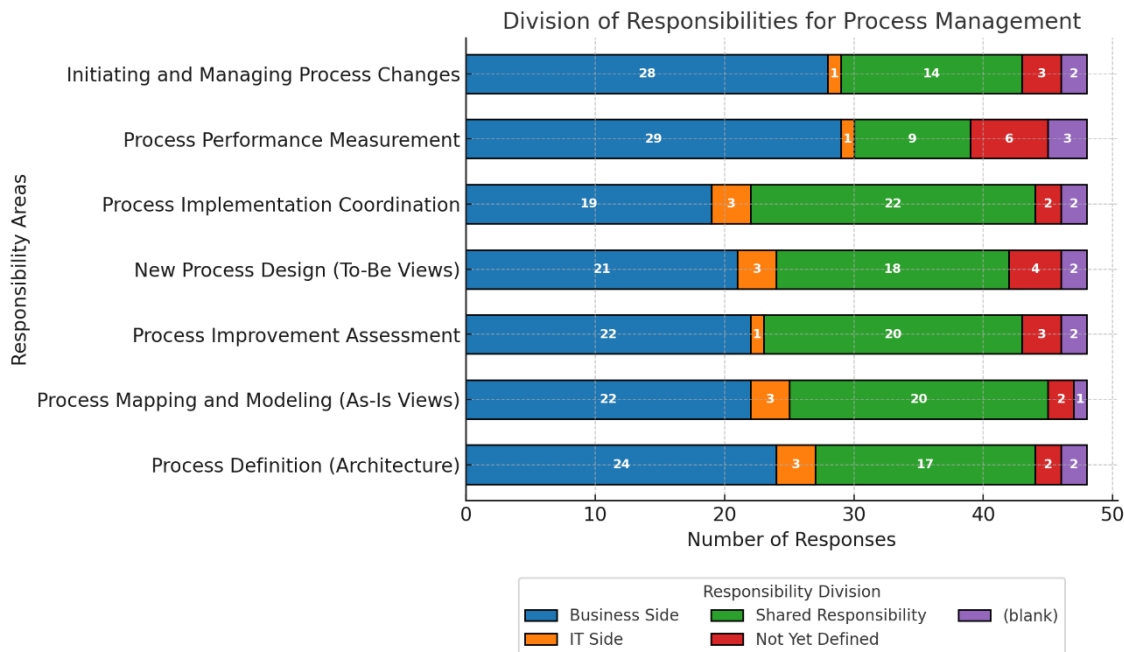 Division of Responsibilities for Process Management
Responsibility Areas
Initiating and Managing Process Changes 28 1 14 3 2
Process Performance Measurement 29 1 9 6 3
Process Implementation Coordination 19 3 22 2 2
New Process Design (To-Be Views) 21 3 18 4 2
Process Improvement Assessment 22 1 20 3 2
Process Mapping and Modeling (As-Is Views) 22 3 20 2 1
Process Definition (Architecture) 24 3 17 2 2
0 10 20 30 40 50
Number of Responses
Responsibility Division
Business Side Shared Responsibility (blank)
IT Side Not Yet Defined